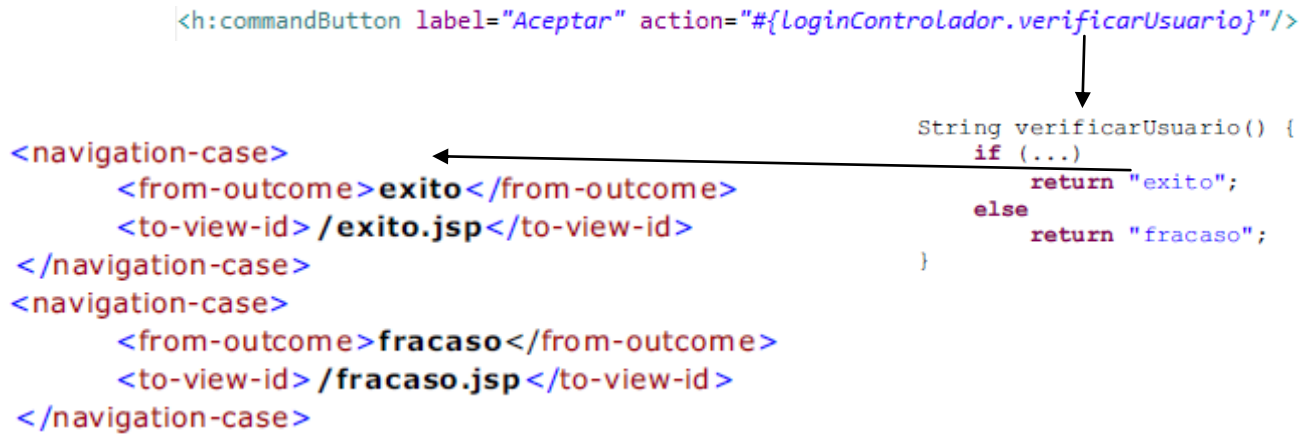 <h:commandButton label="Aceptar" action="#{loginControlador.verificarUsuario}"/>
String verificarUsuario() {
if (...)
return "exito";
else
return "fracaso";
}
<navigation-case>
<from-outcome>exito</from-outcome>
<to-view-id>/exito.jsp</to-view-id>
</navigation-case>
<navigation-case>
<from-outcome>fracaso</from-outcome>
<to-view-id>/fracaso.jsp</to-view-id>
</navigation-case>